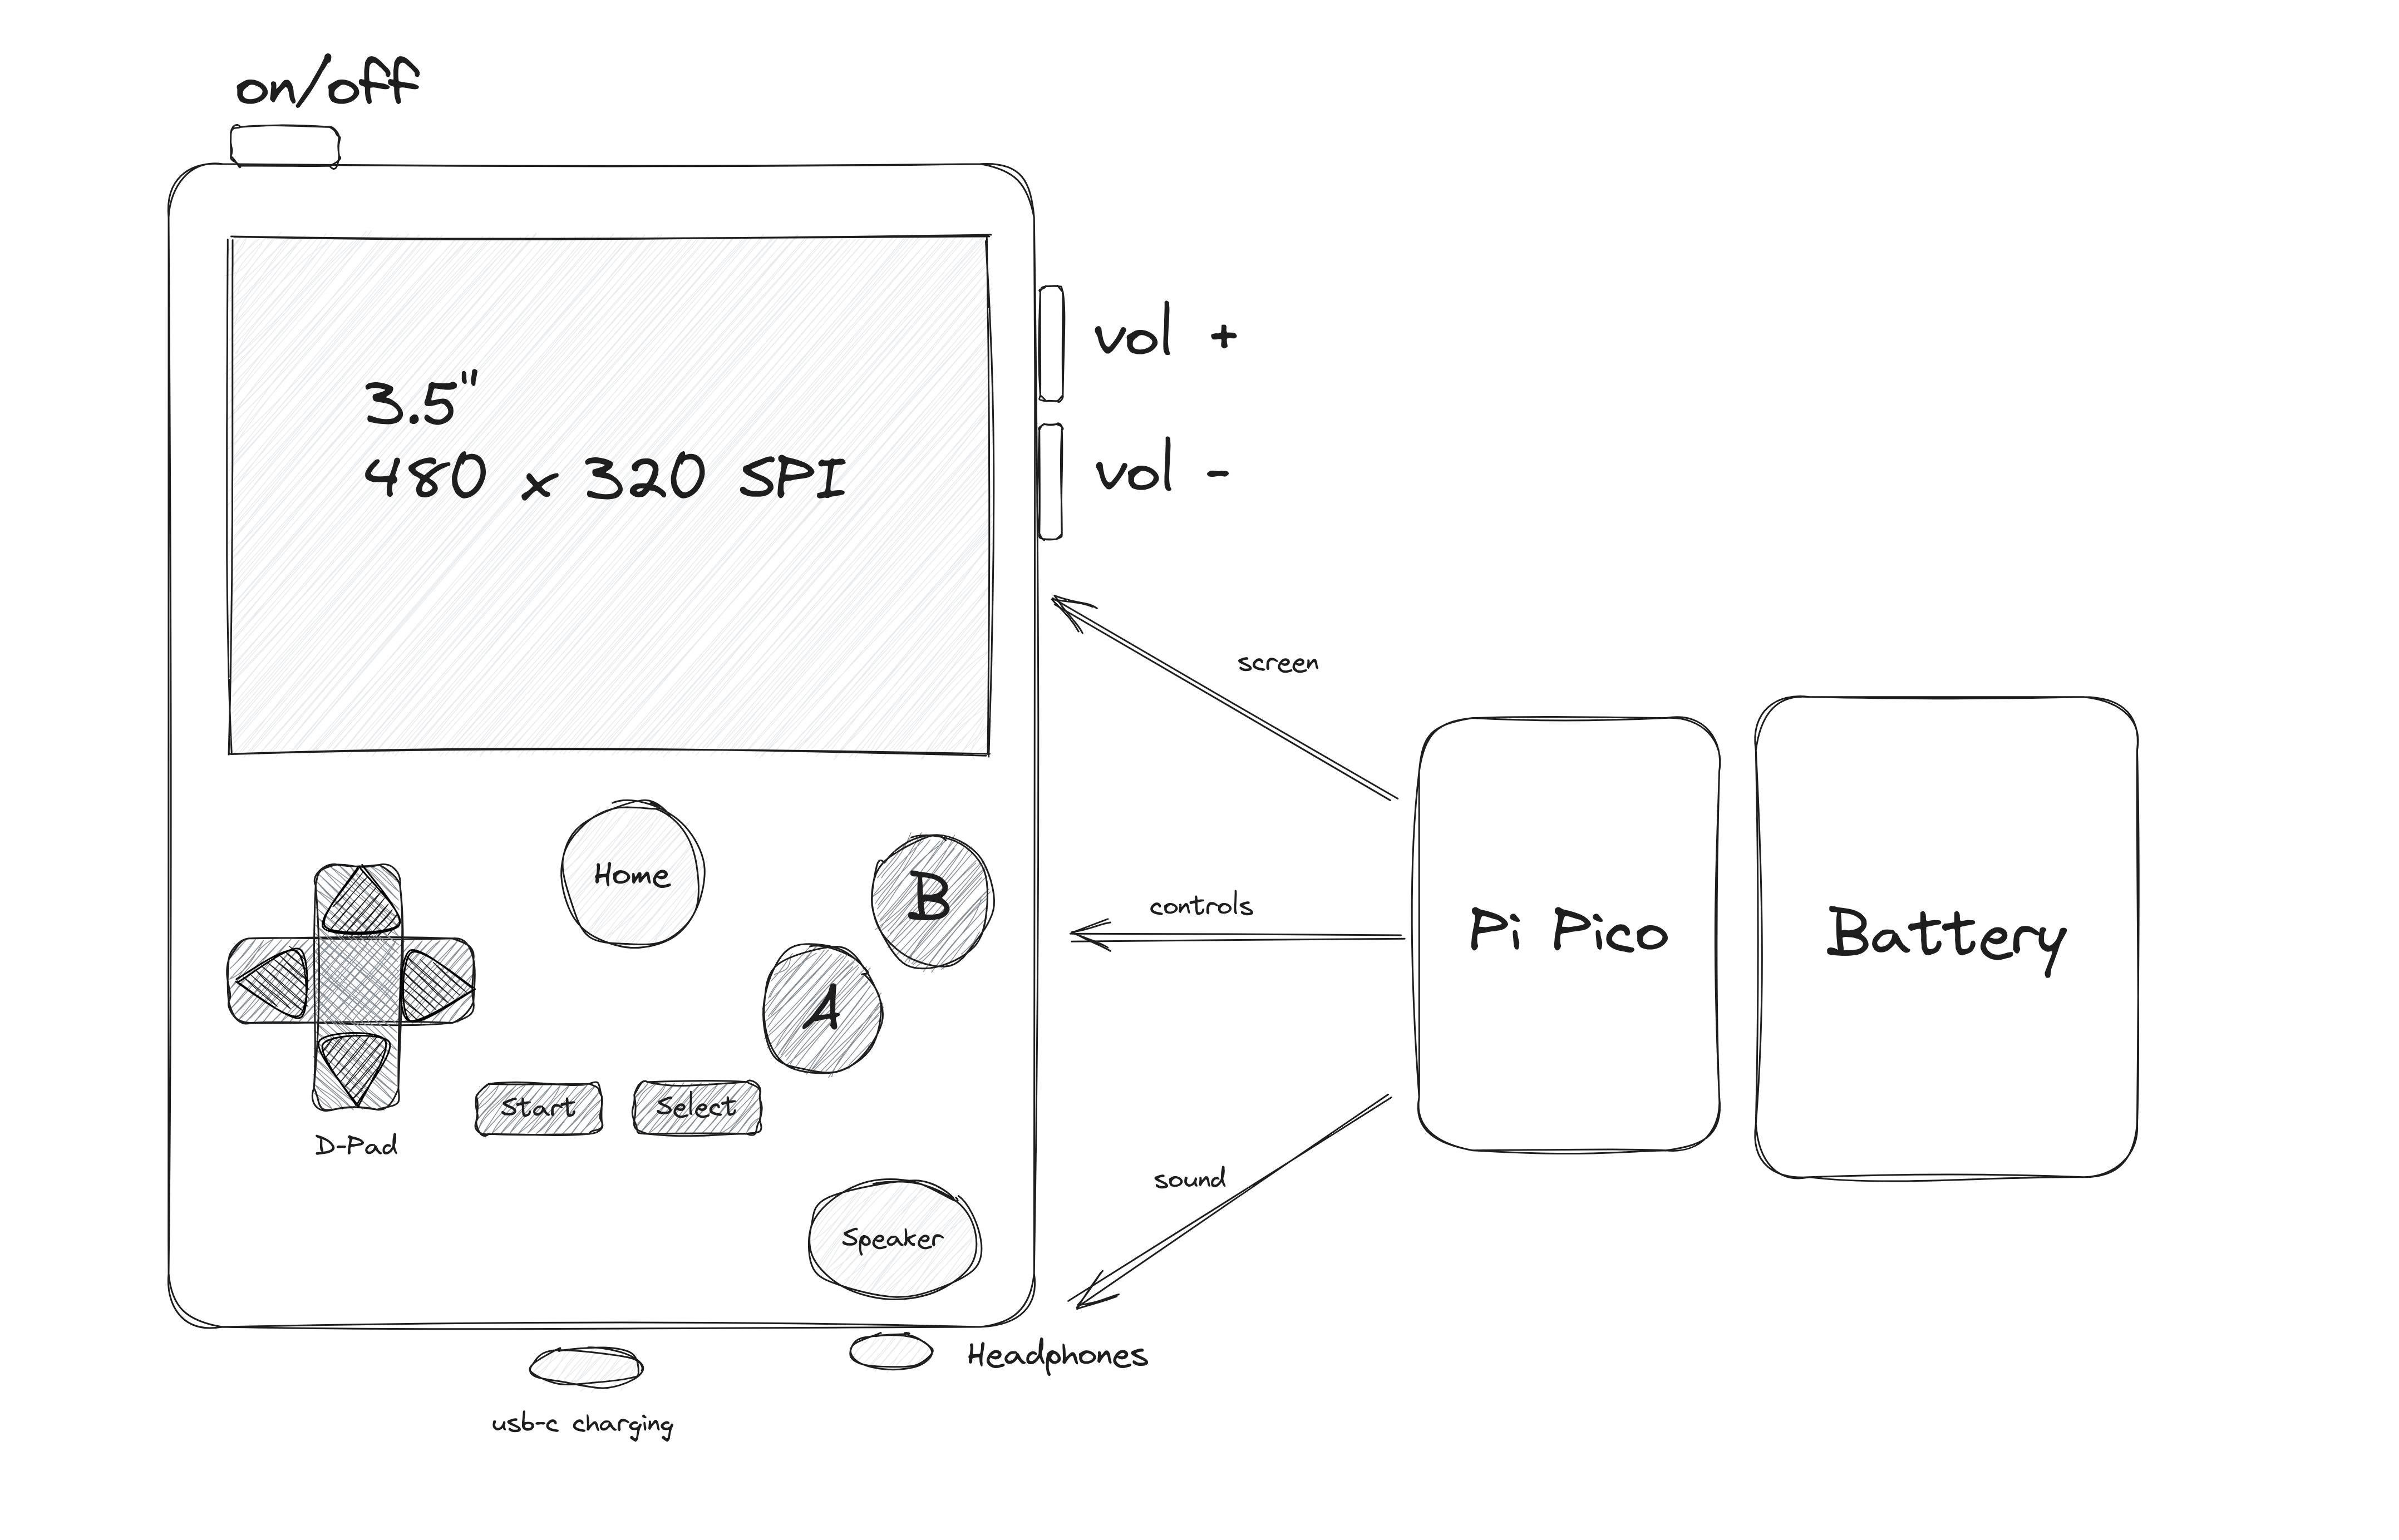 on/off
vol +
3.5"
480 x 320 SPI
vol -
screen
Home
B
controls
Pi Pico
Battery
A
Start
Select
D-Pad
sound
Speaker
Headphones
usb-c charging